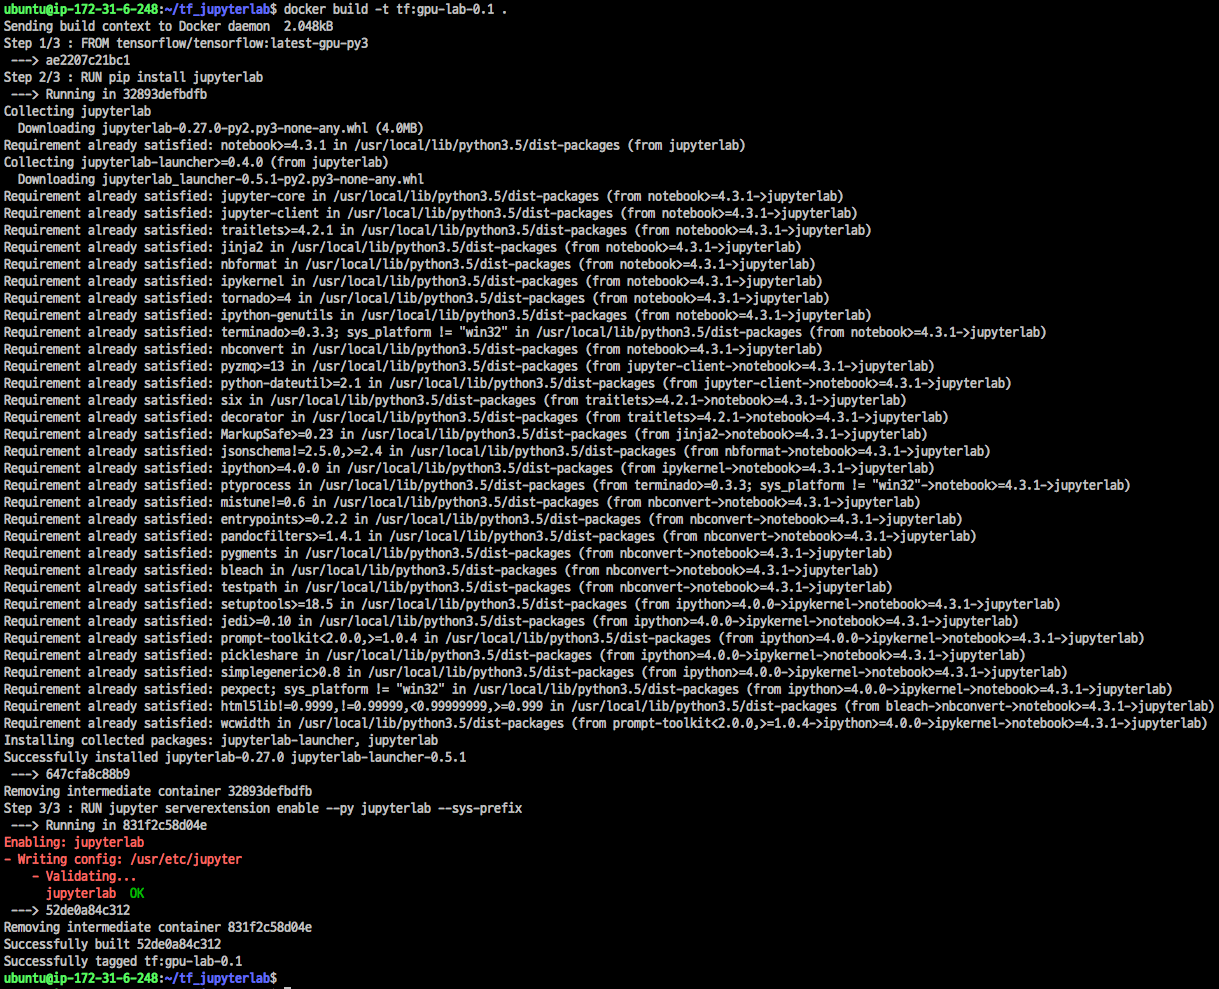 ubuntu@ip-172-31-6-248:~/tf_jupyterlab$ docker build -t tf:gpu-lab-0.1 .
Sending build context to Docker daemon  2.048kB
Step 1/3 : FROM tensorflow/tensorflow:latest-gpu-py3
 ---> ae2207c21bc1
Step 2/3 : RUN pip install jupyterlab
 ---> Running in 32893defbdfb
Collecting jupyterlab
  Downloading jupyterlab-0.27.0-py2.py3-none-any.whl (4.0MB)
Requirement already satisfied: notebook>=4.3.1 in /usr/local/lib/python3.5/dist-packages (from jupyterlab)
Collecting jupyterlab-launcher>=0.4.0 (from jupyterlab)
  Downloading jupyterlab_launcher-0.5.1-py2.py3-none-any.whl
Requirement already satisfied: jupyter-core in /usr/local/lib/python3.5/dist-packages (from notebook>=4.3.1->jupyterlab)
Requirement already satisfied: jupyter-client in /usr/local/lib/python3.5/dist-packages (from notebook>=4.3.1->jupyterlab)
Requirement already satisfied: traitlets>=4.2.1 in /usr/local/lib/python3.5/dist-packages (from notebook>=4.3.1->jupyterlab)
Requirement already satisfied: jinja2 in /usr/local/lib/python3.5/dist-packages (from notebook>=4.3.1->jupyterlab)
Requirement already satisfied: nbformat in /usr/local/lib/python3.5/dist-packages (from notebook>=4.3.1->jupyterlab)
Requirement already satisfied: ipykernel in /usr/local/lib/python3.5/dist-packages (from notebook>=4.3.1->jupyterlab)
Requirement already satisfied: tornado>=4 in /usr/local/lib/python3.5/dist-packages (from notebook>=4.3.1->jupyterlab)
Requirement already satisfied: ipython-genutils in /usr/local/lib/python3.5/dist-packages (from notebook>=4.3.1->jupyterlab)
Requirement already satisfied: terminado>=0.3.3; sys_platform != "win32" in /usr/local/lib/python3.5/dist-packages (from notebook>=4.3.1->jupyterlab)
Requirement already satisfied: nbconvert in /usr/local/lib/python3.5/dist-packages (from notebook>=4.3.1->jupyterlab)
Requirement already satisfied: pyzmq>=13 in /usr/local/lib/python3.5/dist-packages (from jupyter-client->notebook>=4.3.1->jupyterlab)
Requirement already satisfied: python-dateutil>=2.1 in /usr/local/lib/python3.5/dist-packages (from jupyter-client->notebook>=4.3.1->jupyterlab)
Requirement already satisfied: six in /usr/local/lib/python3.5/dist-packages (from traitlets>=4.2.1->notebook>=4.3.1->jupyterlab)
Requirement already satisfied: decorator in /usr/local/lib/python3.5/dist-packages (from traitlets>=4.2.1->notebook>=4.3.1->jupyterlab)
Requirement already satisfied: MarkupSafe>=0.23 in /usr/local/lib/python3.5/dist-packages (from jinja2->notebook>=4.3.1->jupyterlab)
Requirement already satisfied: jsonschema!=2.5.0,>=2.4 in /usr/local/lib/python3.5/dist-packages (from nbformat->notebook>=4.3.1->jupyterlab)
Requirement already satisfied: ipython>=4.0.0 in /usr/local/lib/python3.5/dist-packages (from ipykernel->notebook>=4.3.1->jupyterlab)
Requirement already satisfied: ptyprocess in /usr/local/lib/python3.5/dist-packages (from terminado>=0.3.3; sys_platform != "win32"->notebook>=4.3.1->jupyterlab)
Requirement already satisfied: mistune!=0.6 in /usr/local/lib/python3.5/dist-packages (from nbconvert->notebook>=4.3.1->jupyterlab)
Requirement already satisfied: entrypoints>=0.2.2 in /usr/local/lib/python3.5/dist-packages (from nbconvert->notebook>=4.3.1->jupyterlab)
Requirement already satisfied: pandocfilters>=1.4.1 in /usr/local/lib/python3.5/dist-packages (from nbconvert->notebook>=4.3.1->jupyterlab)
Requirement already satisfied: pygments in /usr/local/lib/python3.5/dist-packages (from nbconvert->notebook>=4.3.1->jupyterlab)
Requirement already satisfied: bleach in /usr/local/lib/python3.5/dist-packages (from nbconvert->notebook>=4.3.1->jupyterlab)
Requirement already satisfied: testpath in /usr/local/lib/python3.5/dist-packages (from nbconvert->notebook>=4.3.1->jupyterlab)
Requirement already satisfied: setuptools>=18.5 in /usr/local/lib/python3.5/dist-packages (from ipython>=4.0.0->ipykernel->notebook>=4.3.1->jupyterlab)
Requirement already satisfied: jedi>=0.10 in /usr/local/lib/python3.5/dist-packages (from ipython>=4.0.0->ipykernel->notebook>=4.3.1->jupyterlab)
Requirement already satisfied: prompt-toolkit<2.0.0,>=1.0.4 in /usr/local/lib/python3.5/dist-packages (from ipython>=4.0.0->ipykernel->notebook>=4.3.1->jupyterlab)
Requirement already satisfied: pickleshare in /usr/local/lib/python3.5/dist-packages (from ipython>=4.0.0->ipykernel->notebook>=4.3.1->jupyterlab)
Requirement already satisfied: simplegeneric>0.8 in /usr/local/lib/python3.5/dist-packages (from ipython>=4.0.0->ipykernel->notebook>=4.3.1->jupyterlab)
Requirement already satisfied: pexpect; sys_platform != "win32" in /usr/local/lib/python3.5/dist-packages (from ipython>=4.0.0->ipykernel->notebook>=4.3.1->jupyterlab)
Requirement already satisfied: html5lib!=0.9999,!=0.99999,<0.99999999,>=0.999 in /usr/local/lib/python3.5/dist-packages (from bleach->nbconvert->notebook>=4.3.1->jupyterlab)
Requirement already satisfied: wcwidth in /usr/local/lib/python3.5/dist-packages (from prompt-toolkit<2.0.0,>=1.0.4->ipython>=4.0.0->ipykernel->notebook>=4.3.1->jupyterlab)
Installing collected packages: jupyterlab-launcher, jupyterlab
Successfully installed jupyterlab-0.27.0 jupyterlab-launcher-0.5.1
 ---> 647cfa8c88b9
Removing intermediate container 32893defbdfb
Step 3/3 : RUN jupyter serverextension enable --py jupyterlab --sys-prefix
 ---> Running in 831f2c58d04e
Enabling: jupyterlab
- Writing config: /usr/etc/jupyter
    - Validating...
      jupyterlab  OK
 ---> 52de0a84c312
Removing intermediate container 831f2c58d04e
Successfully built 52de0a84c312
Successfully tagged tf:gpu-lab-0.1
ubuntu@ip-172-31-6-248:~/tf_jupyterlab$